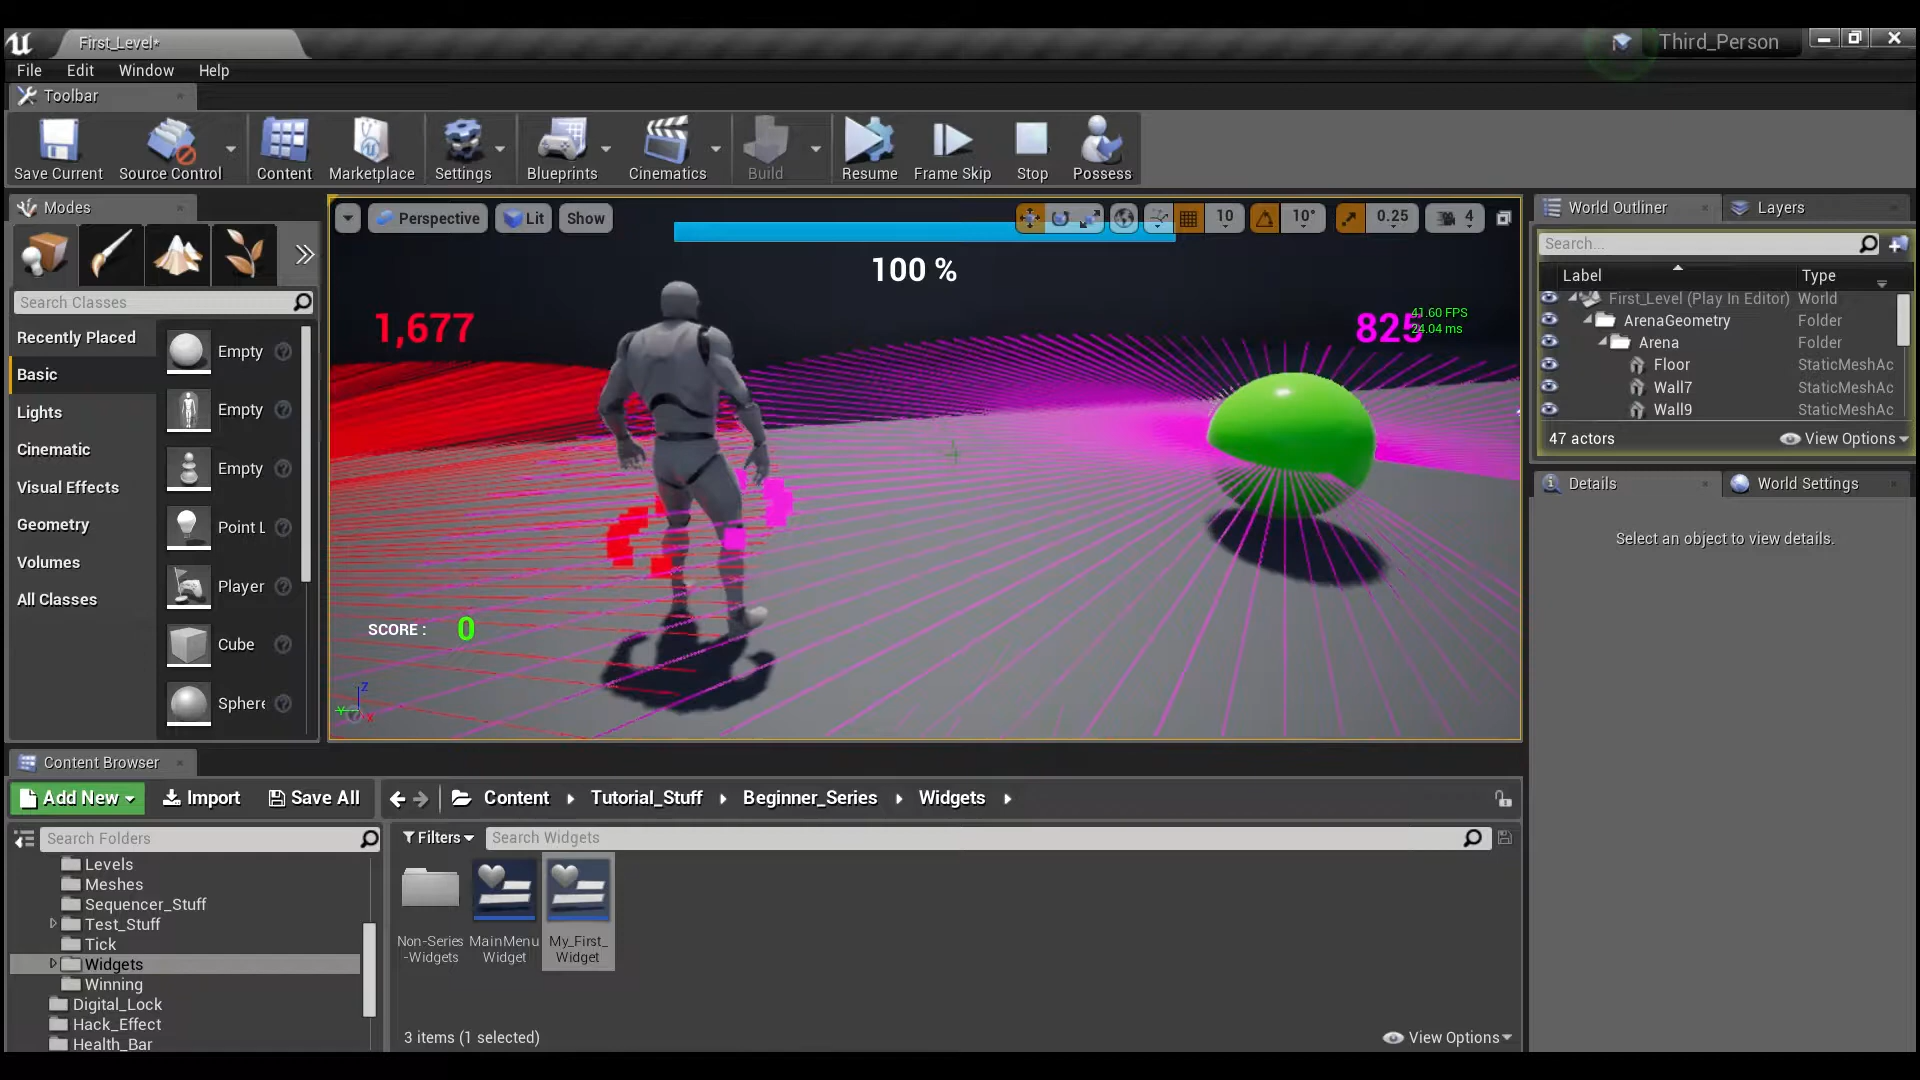 First_Level*
Third_Person
File Edit Window Help
Toolbar
Save Current Source Control Content Marketplace Settings Blueprints Cinematics Build Resume Frame Skip Stop Possess
Modes
Search Classes
Recently Placed
Basic
Lights
Cinematic
Visual Effects
Geometry
Volumes
All Classes
Empty
Empty
Empty
Point L
Player
Cube
Sphere
Perspective Lit Show
10 10° 0.25 4
100 %
1,677
825
41.60 FPS
24.04 ms
SCORE : 0
Z
Y
X
World Outliner Layers
Search...
Label Type
First_Level (Play In Editor) World
ArenaGeometry Folder
Arena Folder
Floor StaticMeshAc
Wall7 StaticMeshAc
Wall9 StaticMeshAc
47 actors View Options
Details World Settings
Select an object to view details.
Content Browser
Add New Import Save All Content Tutorial_Stuff Beginner_Series Widgets
Search Folders
Levels
Meshes
Sequencer_Stuff
Test_Stuff
Tick
Widgets
Winning
Digital_Lock
Hack_Effect
Health_Bar
Filters Search Widgets
Non-Series
-Widgets
MainMenu
Widget
My_First_
Widget
3 items (1 selected) View Options